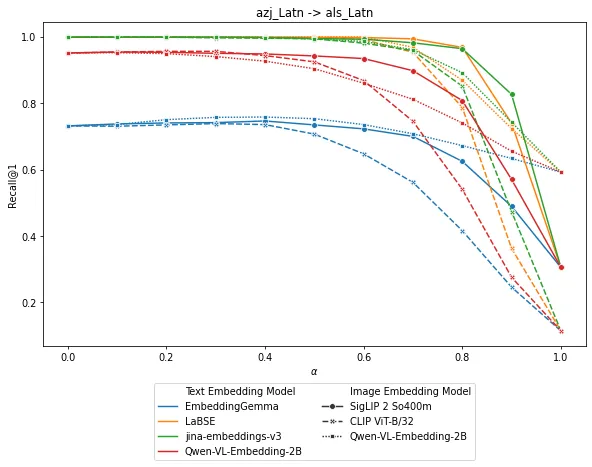 azj_Latn -> als_Latn
1.0
0.8
0.6
0.4
0.2
Recall@1
0.0 0.2 0.4 0.6 0.8 1.0
α
Text Embedding Model Image Embedding Model
EmbeddingGemma SigLIP 2 So400m
LaBSE CLIP ViT-B/32
jina-embeddings-v3 Qwen-VL-Embedding-2B
Qwen-VL-Embedding-2B